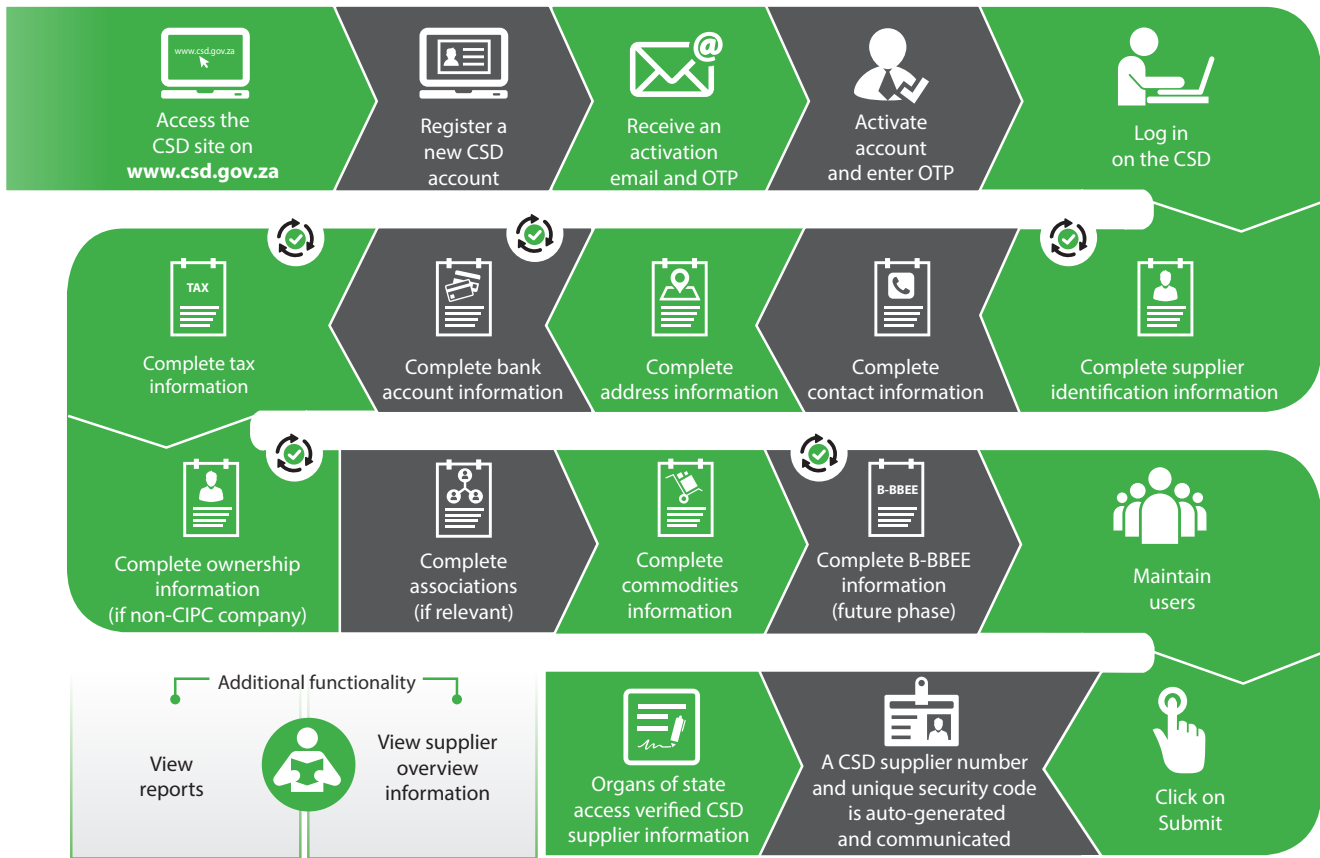 www.csd.gov.za
Access the
CSD site on
www.csd.gov.za
Register a
new CSD
account
@
Receive an
activation
email and OTP
Activate
account
and enter OTP
Log in
on the CSD
Complete supplier
identification information
Complete
contact information
Complete
address information
Complete bank
account information
TAX
Complete tax
information
Complete ownership
information
(if non-CIPC company)
Complete
associations
(if relevant)
Complete
commodities
information
B-BBEE
Complete B-BBEE
information
(future phase)
Maintain
users
Click on
Submit
A CSD supplier number
and unique security code
is auto-generated
and communicated
Organs of state
access verified CSD
supplier information
Additional functionality
View
reports
View supplier
overview
information